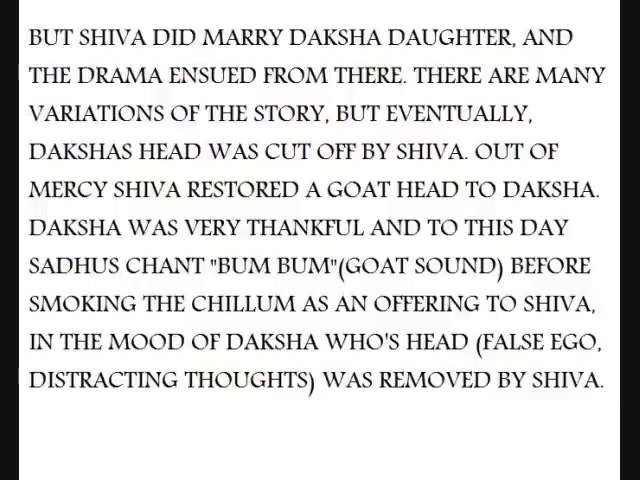 BUT SHIVA DID MARRY DAKSHA DAUGHTER, AND
THE DRAMA ENSUED FROM THERE. THERE ARE MANY
VARIATIONS OF THE STORY, BUT EVENTUALLY,
DAKSHAS HEAD WAS CUT OFF BY SHIVA. OUT OF
MERCY SHIVA RESTORED A GOAT HEAD TO DAKSHA.
DAKSHA WAS VERY THANKFUL AND TO THIS DAY
SADHUS CHANT "BUM BUM"(GOAT SOUND) BEFORE
SMOKING THE CHILLUM AS AN OFFERING TO SHIVA,
IN THE MOOD OF DAKSHA WHO'S HEAD (FALSE EGO,
DISTRACTING THOUGHTS) WAS REMOVED BY SHIVA.